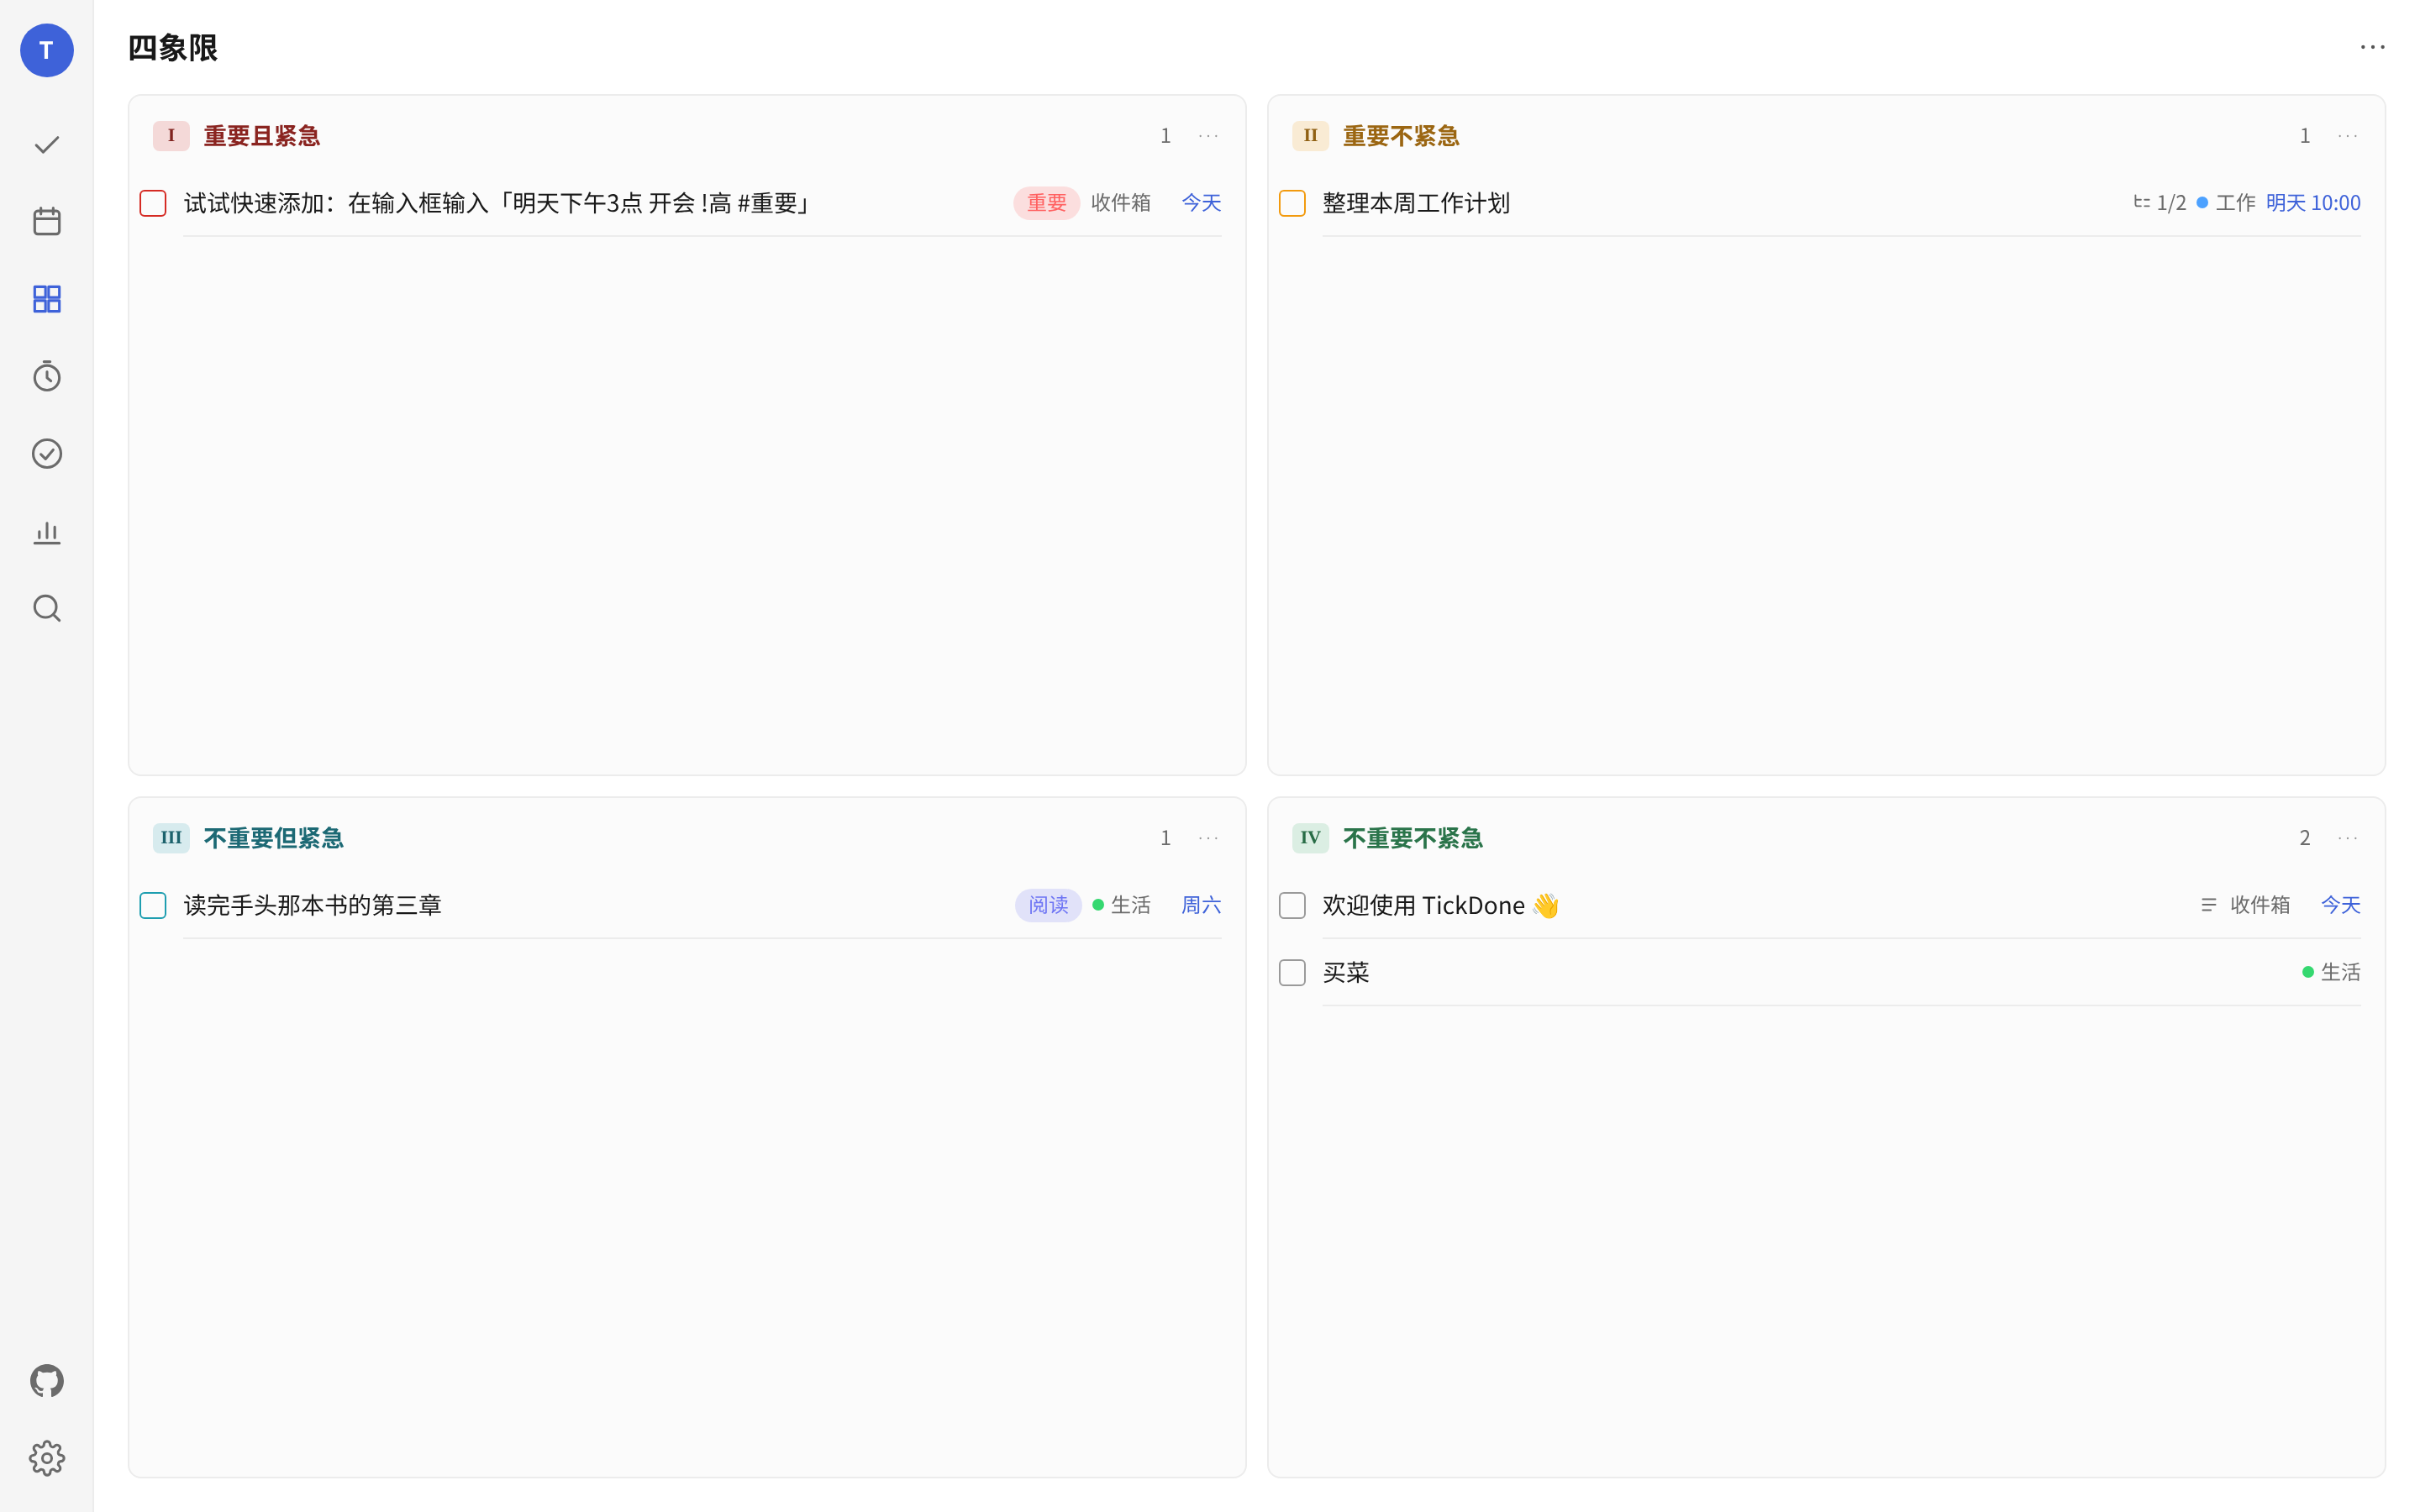 T
四象限
I 重要且紧急 1
试试快速添加：在输入框输入「明天下午3点 开会 !高 #重要」 重要 收件箱 今天
II 重要不紧急 1
整理本周工作计划 1/2 工作 明天 10:00
III 不重要但紧急 1
读完手头那本书的第三章 阅读 生活 周六
IV 不重要不紧急 2
欢迎使用 TickDone 👋 收件箱 今天
买菜 生活